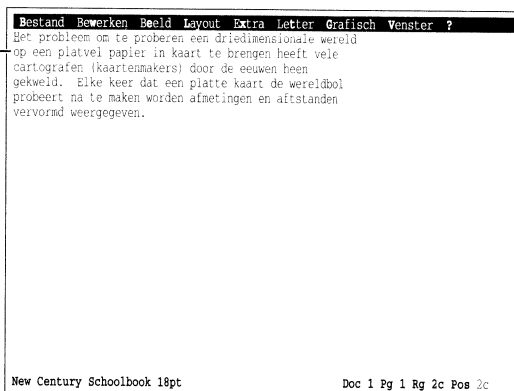 Bestand Bewerken Beeld Layout Extra Letter Grafisch Venster ?
Het probleem om te proberen een driedimensionale wereld
op een platvel papier in kaart te brengen heeft vele
cartografen (kaartenmakers) door de eeuwen heen
gekweld. Elke keer dat een platte kaart de wereldbol
probeert na te maken worden afmetingen en aftstanden
vervormd weergegeven.
New Century Schoolbook 18pt Doc 1 Pg 1 Rg 2c Pos 2c